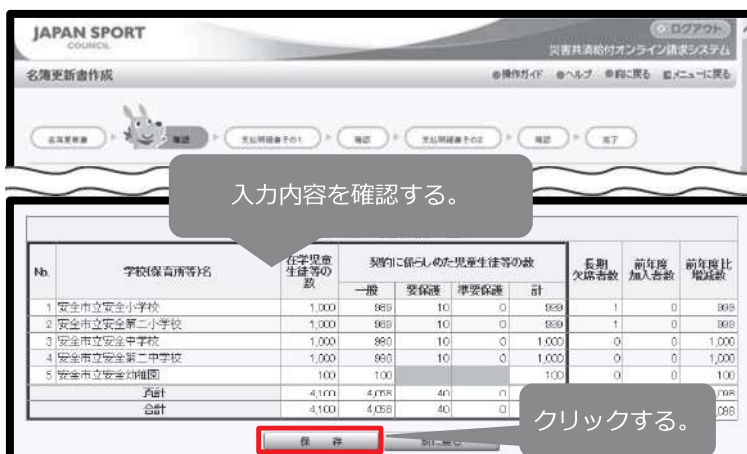 JAPAN SPORT
COUNCIL
ログアウト
災害共済給付オンライン請求システム
名簿更新書作成
操作ガイド ヘルプ 前に戻る メニューに戻る
名簿更新書 確認 支払明細書その1 確認 支払明細書その2 確認 完了
入力内容を確認する。
No. 学校(保育所等)名 在学児童生徒等の数 契約に係らしめた児童生徒等の数 長期欠席者数 前年度加入者数 前年度比増減数
一般 要保護 準要保護 計
1 安全市立安全小学校 1,000 989 10 0 999 1 0 999
2 安全市立安全第二小学校 1,000 989 10 0 999 1 0 999
3 安全市立安全中学校 1,000 990 10 0 1,000 0 0 1,000
4 安全市立安全第二中学校 1,000 990 10 0 1,000 0 0 1,000
5 安全市立安全幼稚園 100 100 100 0 0 100
頁計 4,100 4,058 40 0
合計 4,100 4,058 40 0
クリックする。
保存 前に戻る